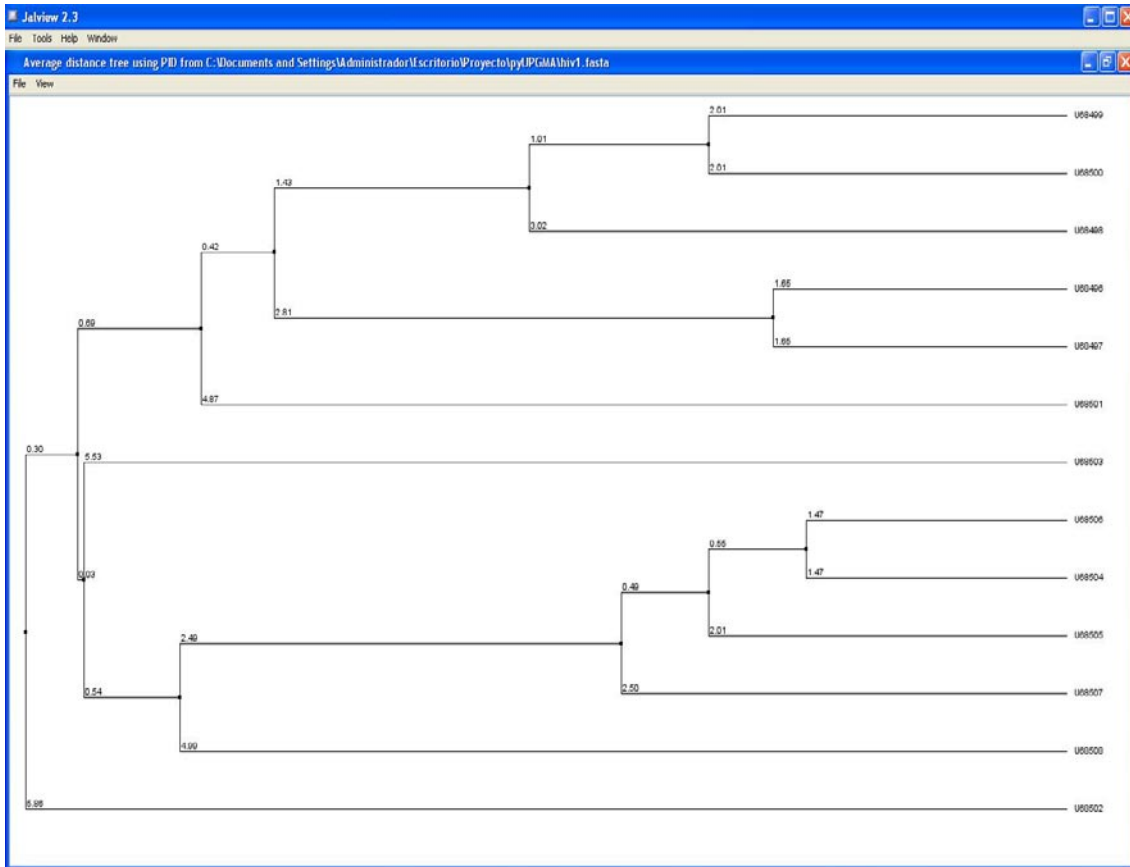 Jalview 2.3
File Tools Help Window
Average distance tree using PID from C:\Documents and Settings\Administrador\Escritorio\Proyecto\pyUPGMA\hiv1.fasta
File View
2.01
U68499
1.01
2.01
U68500
1.43
3.02
U68498
0.42
1.65
U68496
2.81
0.69
1.65
U68497
4.87
U68501
0.30
5.53
U68503
1.47
U68506
0.55
0.03
1.47
U68504
0.49
2.01
U68505
2.49
0.54
2.50
U68507
4.99
U68508
5.86
U68502